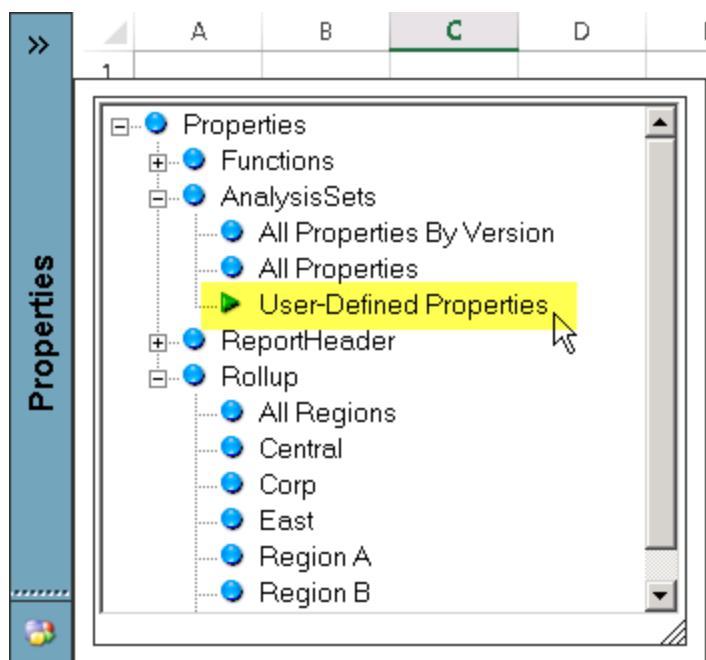 »
A B C D
1
Properties
Properties
Functions
AnalysisSets
All Properties By Version
All Properties
User-Defined Properties
ReportHeader
Rollup
All Regions
Central
Corp
East
Region A
Region B